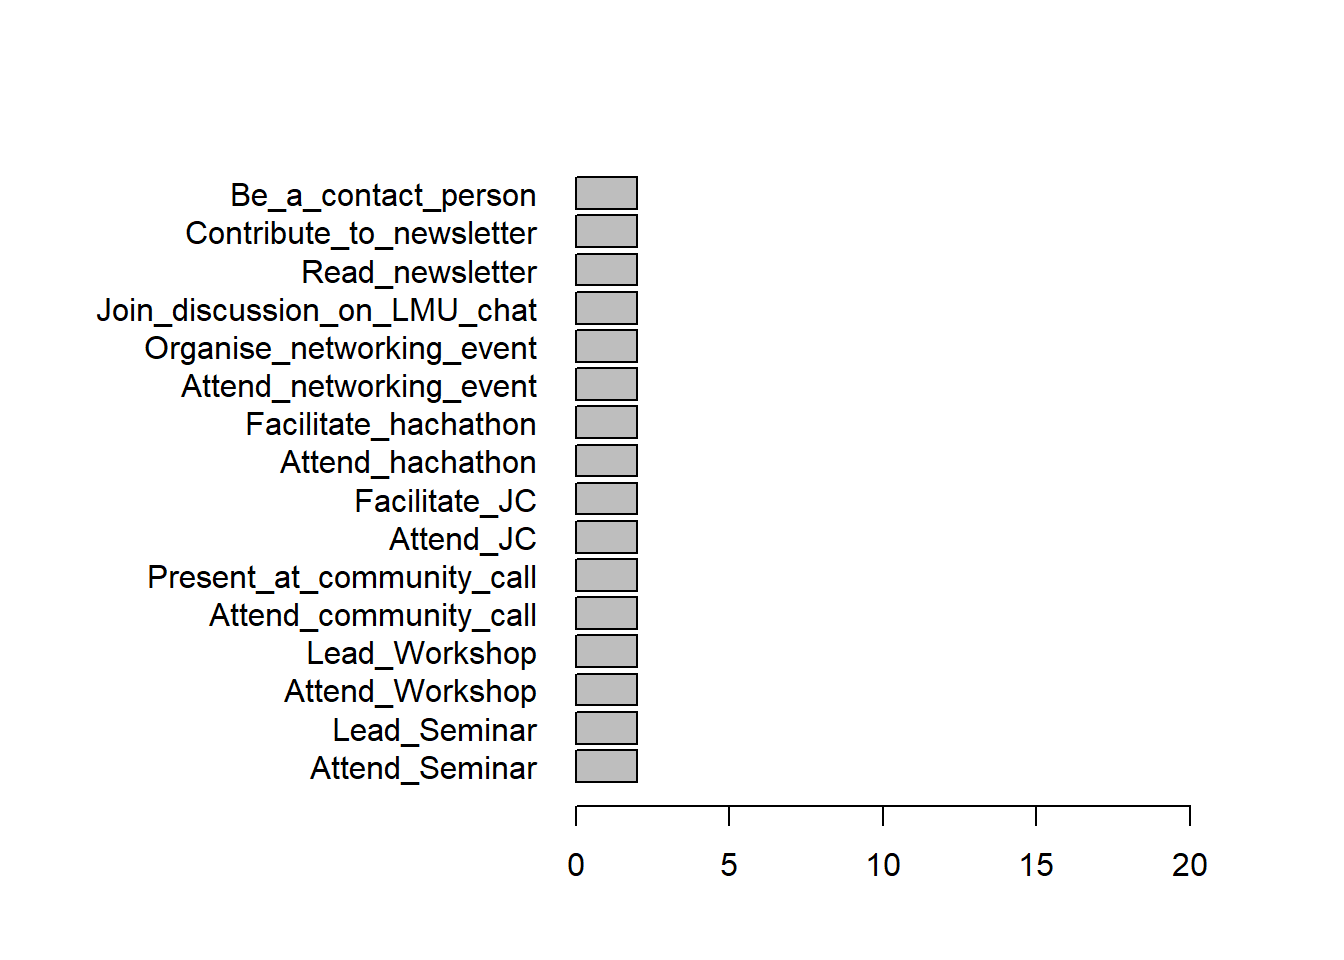 Be_a_contact_person
Contribute_to_newsletter
Read_newsletter
Join_discussion_on_LMU_chat
Organise_networking_event
Attend_networking_event
Facilitate_hachathon
Attend_hachathon
Facilitate_JC
Attend_JC
Present_at_community_call
Attend_community_call
Lead_Workshop
Attend_Workshop
Lead_Seminar
Attend_Seminar
0 5 10 15 20